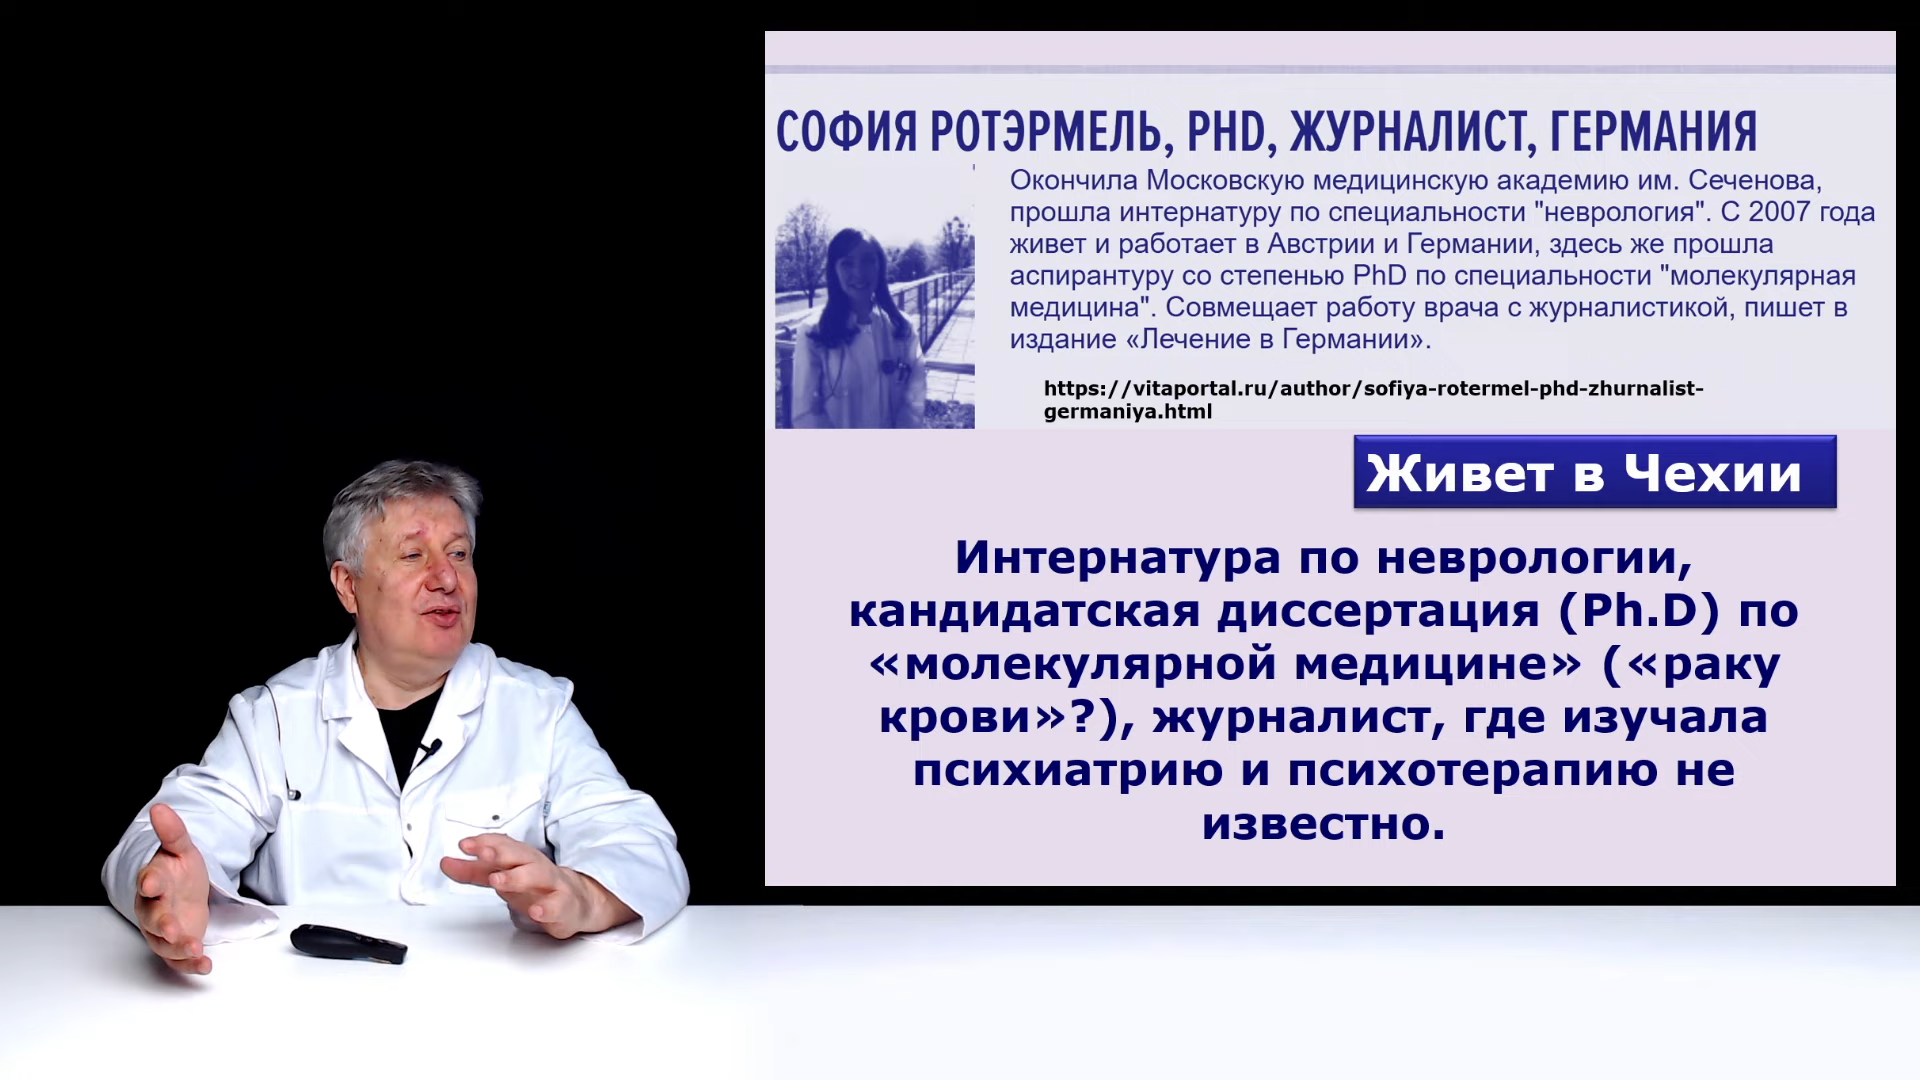 СОФИЯ РОТЭРМЕЛЬ, PHD, ЖУРНАЛИСТ, ГЕРМАНИЯ
Окончила Московскую медицинскую академию им. Сеченова,
прошла интернатуру по специальности "неврология". С 2007 года
живет и работает в Австрии и Германии, здесь же прошла
аспирантуру со степенью PhD по специальности "молекулярная
медицина". Совмещает работу врача с журналистикой, пишет в
издание «Лечение в Германии».
https://vitaportal.ru/author/sofiya-rotermel-phd-zhurnalist-
germaniya.html
Живет в Чехии
Интернатура по неврологии,
кандидатская диссертация (Ph.D) по
«молекулярной медицине» («раку
крови»?), журналист, где изучала
психиатрию и психотерапию не
известно.